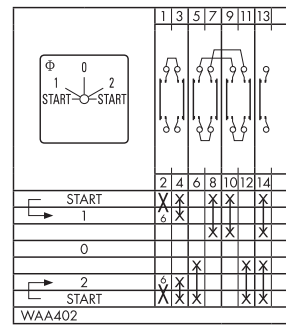 1 3 5 7 9 11 13
Φ 0
1 2
START START
2 4 6 8 10 12 14
START X X X X X
1 6 X
X X X
0
X X X
2 6 X
START X X X X X
WAA402